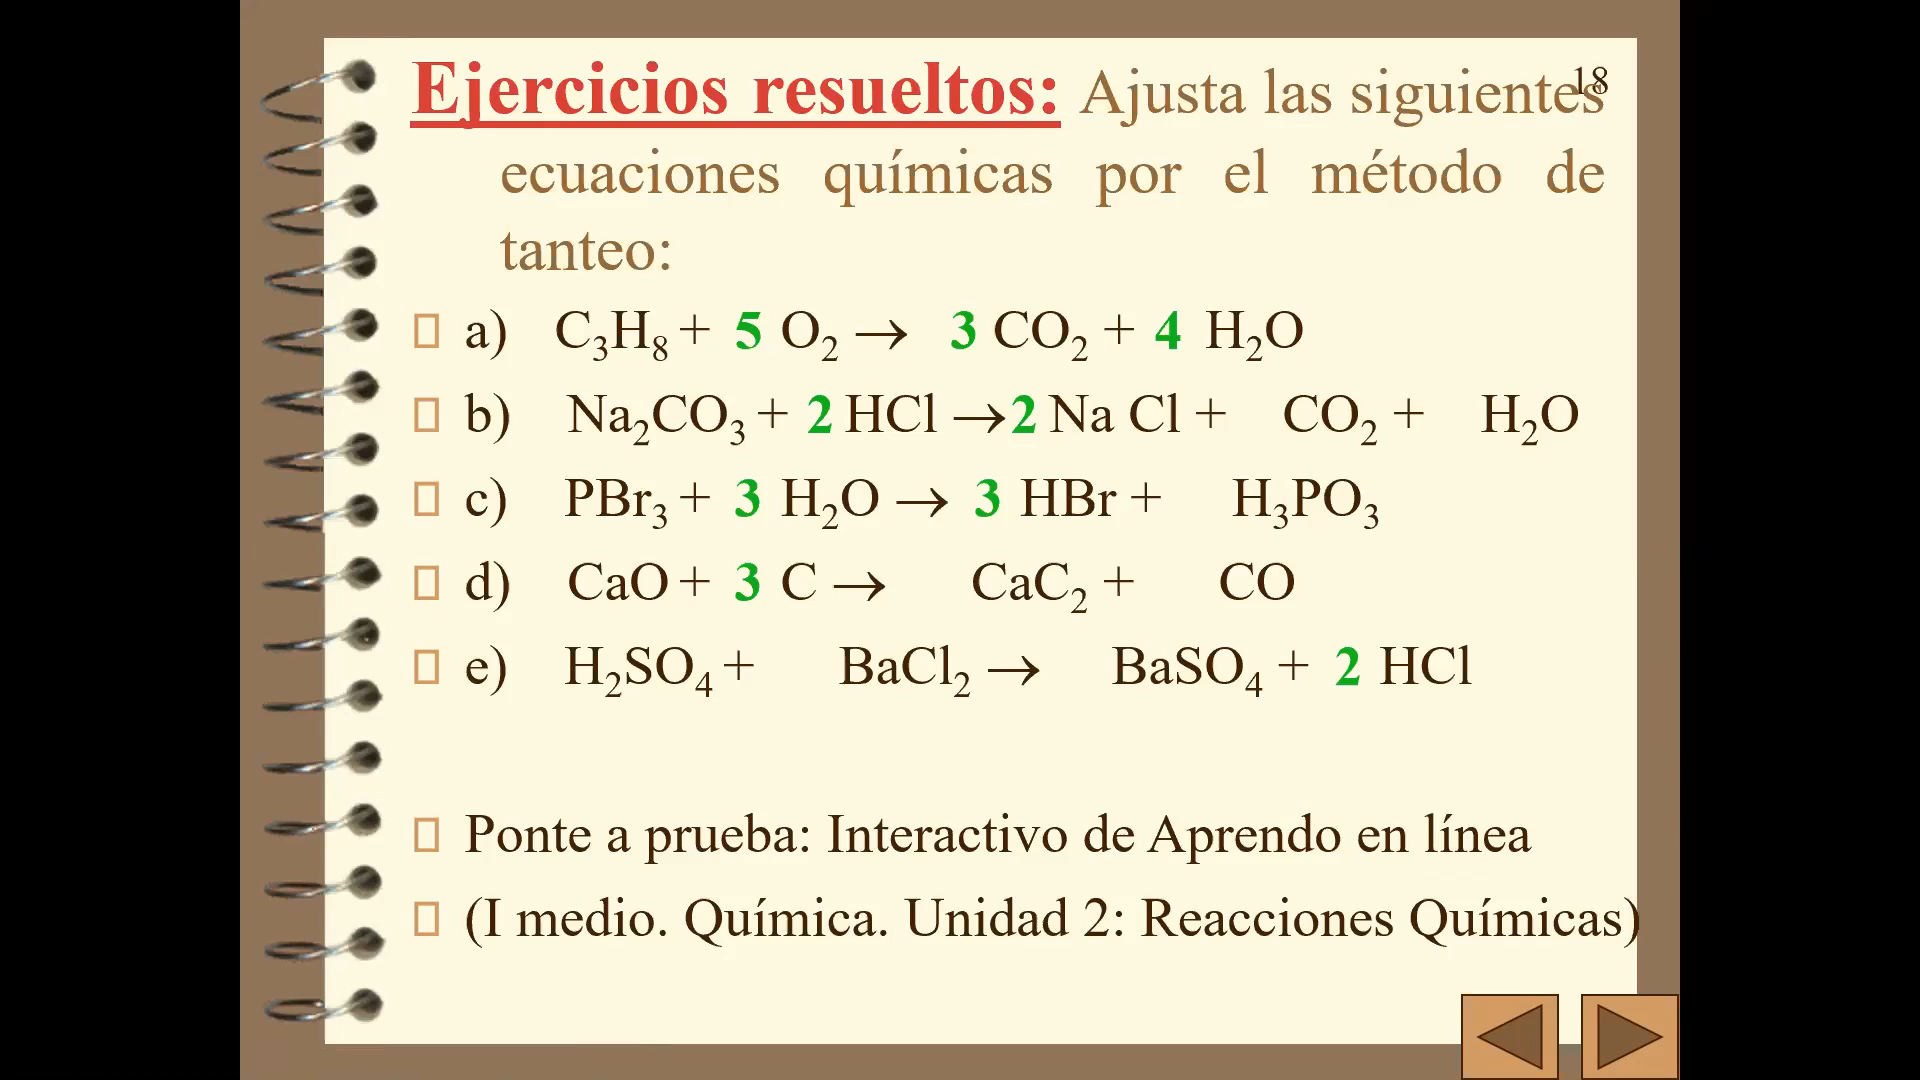 18
Ejercicios resueltos: Ajusta las siguientes
ecuaciones químicas por el método de
tanteo:
a) C₃H₈ + 5 O₂ → 3 CO₂ + 4 H₂O
b) Na₂CO₃ + 2 HCl → 2 Na Cl + CO₂ + H₂O
c) PBr₃ + 3 H₂O → 3 HBr + H₃PO₃
d) CaO + 3 C → CaC₂ + CO
e) H₂SO₄ + BaCl₂ → BaSO₄ + 2 HCl
Ponte a prueba: Interactivo de Aprendo en línea
(I medio. Química. Unidad 2: Reacciones Químicas)